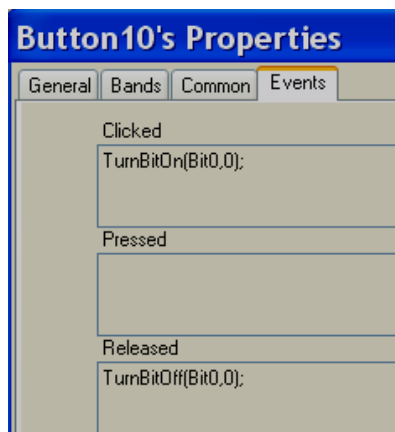 Button10's Properties
General Bands Common Events
Clicked
TurnBitOn(Bit0,0);
Pressed
Released
TurnBitOff(Bit0,0);